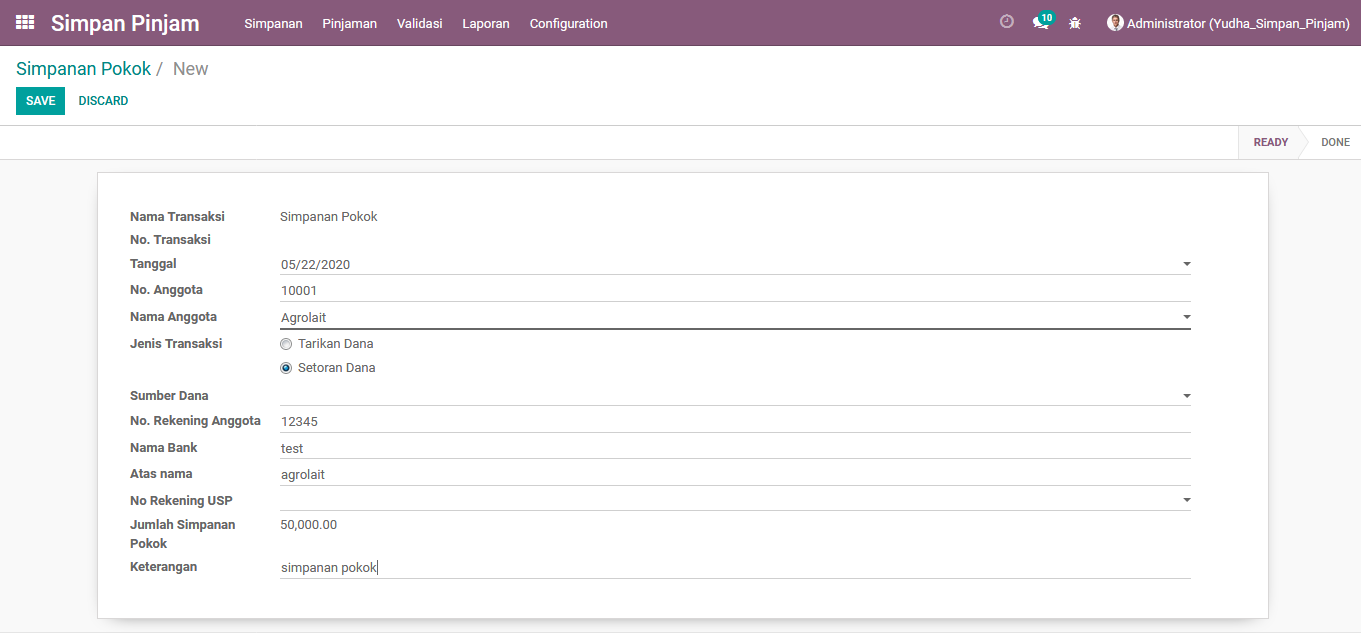 Simpan Pinjam Simpanan Pinjaman Validasi Laporan Configuration 10 Administrator (Yudha_Simpan_Pinjam)
Simpanan Pokok / New
SAVE DISCARD
READY DONE
Nama Transaksi Simpanan Pokok
No. Transaksi
Tanggal 05/22/2020
No. Anggota 10001
Nama Anggota Agrolait
Jenis Transaksi Tarikan Dana
Setoran Dana
Sumber Dana
No. Rekening Anggota 12345
Nama Bank test
Atas nama agrolait
No Rekening USP
Jumlah Simpanan 50,000.00
Pokok
Keterangan simpanan pokok